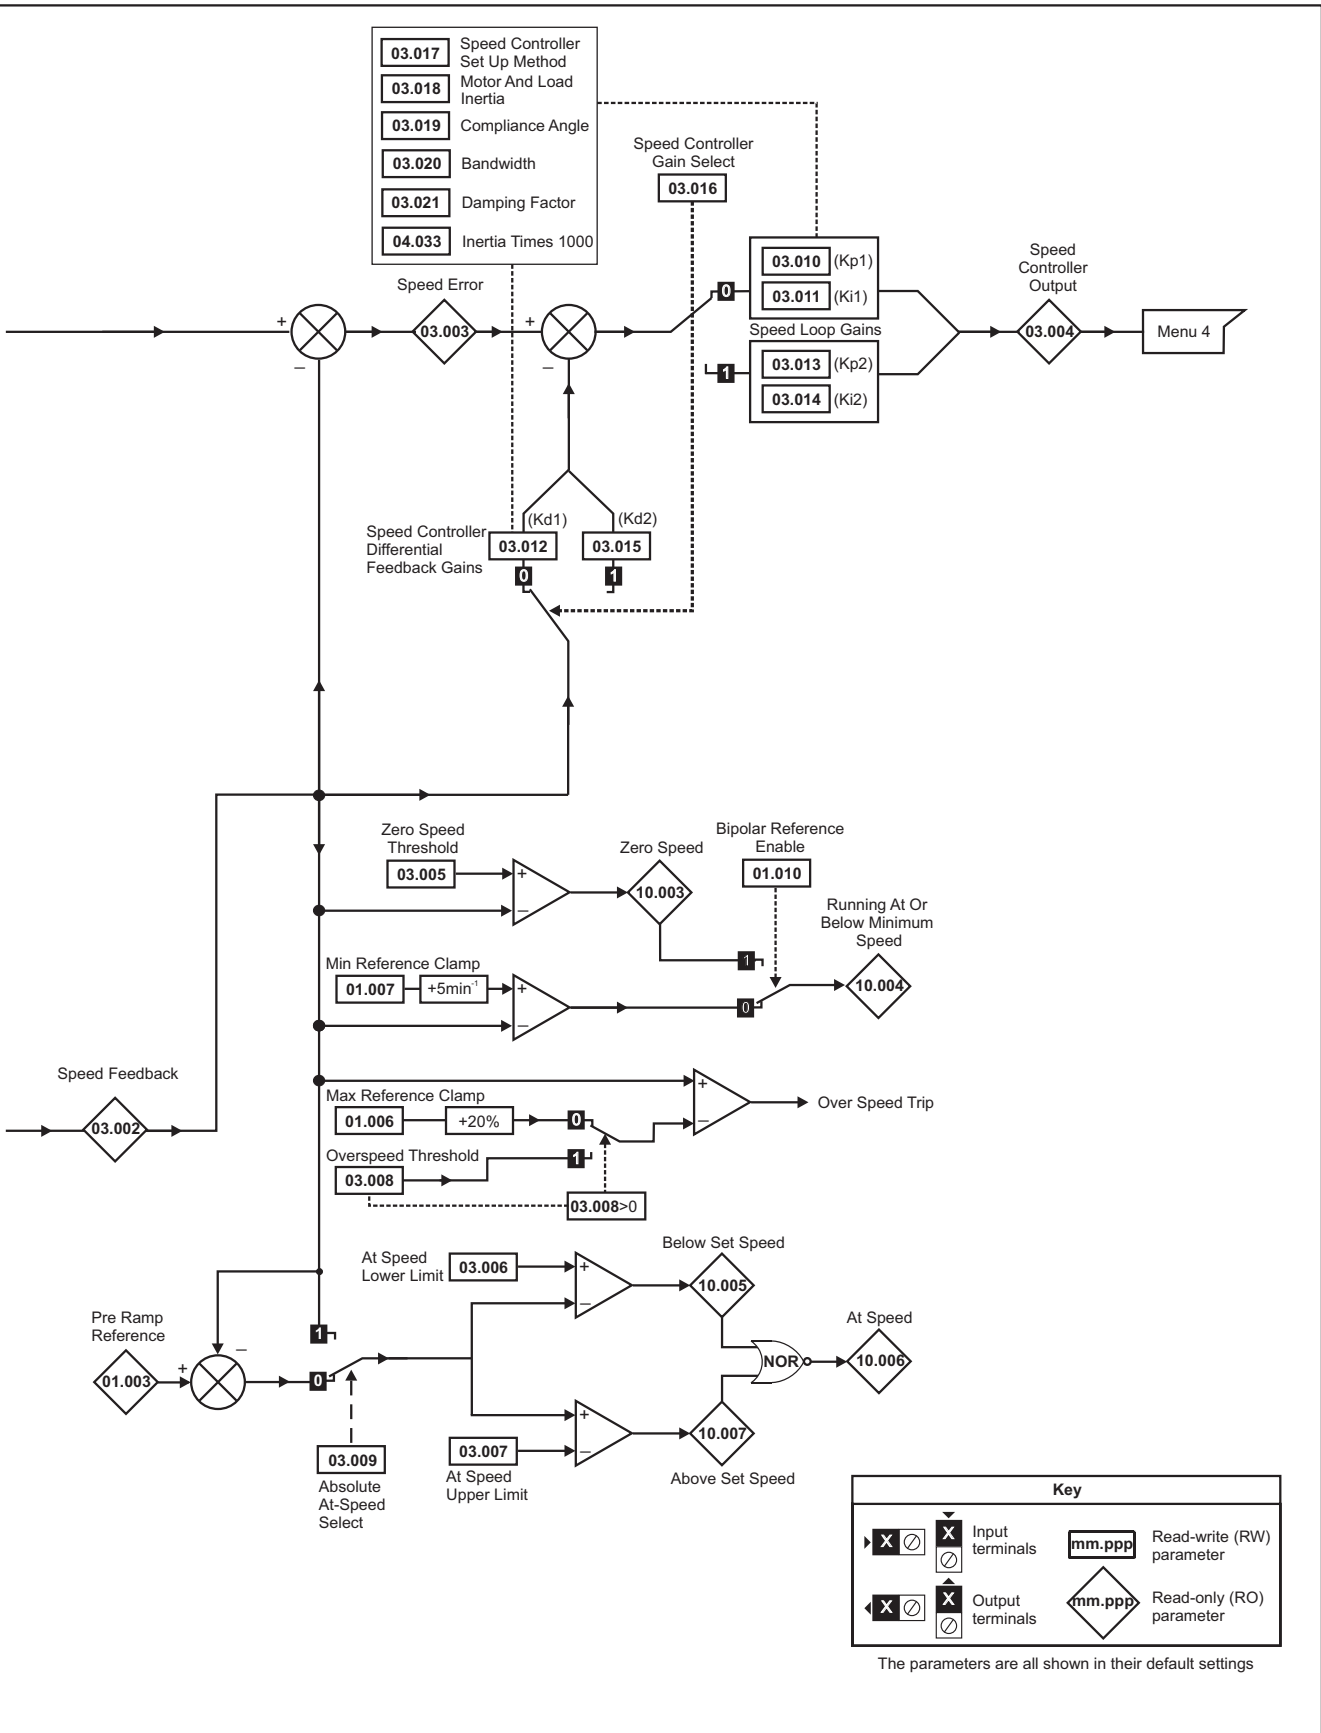 03.017
Speed Controller
Set Up Method
03.018
Motor And Load
Inertia
03.019
Compliance Angle
03.020
Bandwidth
03.021
Damping Factor
04.033
Inertia Times 1000
Speed Controller
Gain Select
03.016
Speed Error
+
–
03.003
+
–
0
03.010
(Kp1)
03.011
(Ki1)
Speed Loop Gains
1
03.013
(Kp2)
03.014
(Ki2)
Speed
Controller
Output
03.004
Menu 4
Speed Controller
Differential
Feedback Gains
(Kd1)
03.012
0
(Kd2)
03.015
1
Zero Speed
Threshold
03.005
+
–
Zero Speed
10.003
Bipolar Reference
Enable
01.010
1
Running At Or
Below Minimum
Speed
10.004
Min Reference Clamp
01.007
+5min⁻¹
+
–
0
Speed Feedback
03.002
Max Reference Clamp
01.006
+20%
0
+
–
Over Speed Trip
Overspeed Threshold
03.008
1
03.008>0
At Speed
Lower Limit
03.006
+
–
Below Set Speed
10.005
Pre Ramp
Reference
01.003
+
–
1
0
NOR
At Speed
10.006
03.009
Absolute
At-Speed
Select
03.007
At Speed
Upper Limit
+
–
10.007
Above Set Speed
Key
X
X
Input
terminals
mm.ppp
Read-write (RW)
parameter
X
X
Output
terminals
mm.ppp
Read-only (RO)
parameter
The parameters are all shown in their default settings